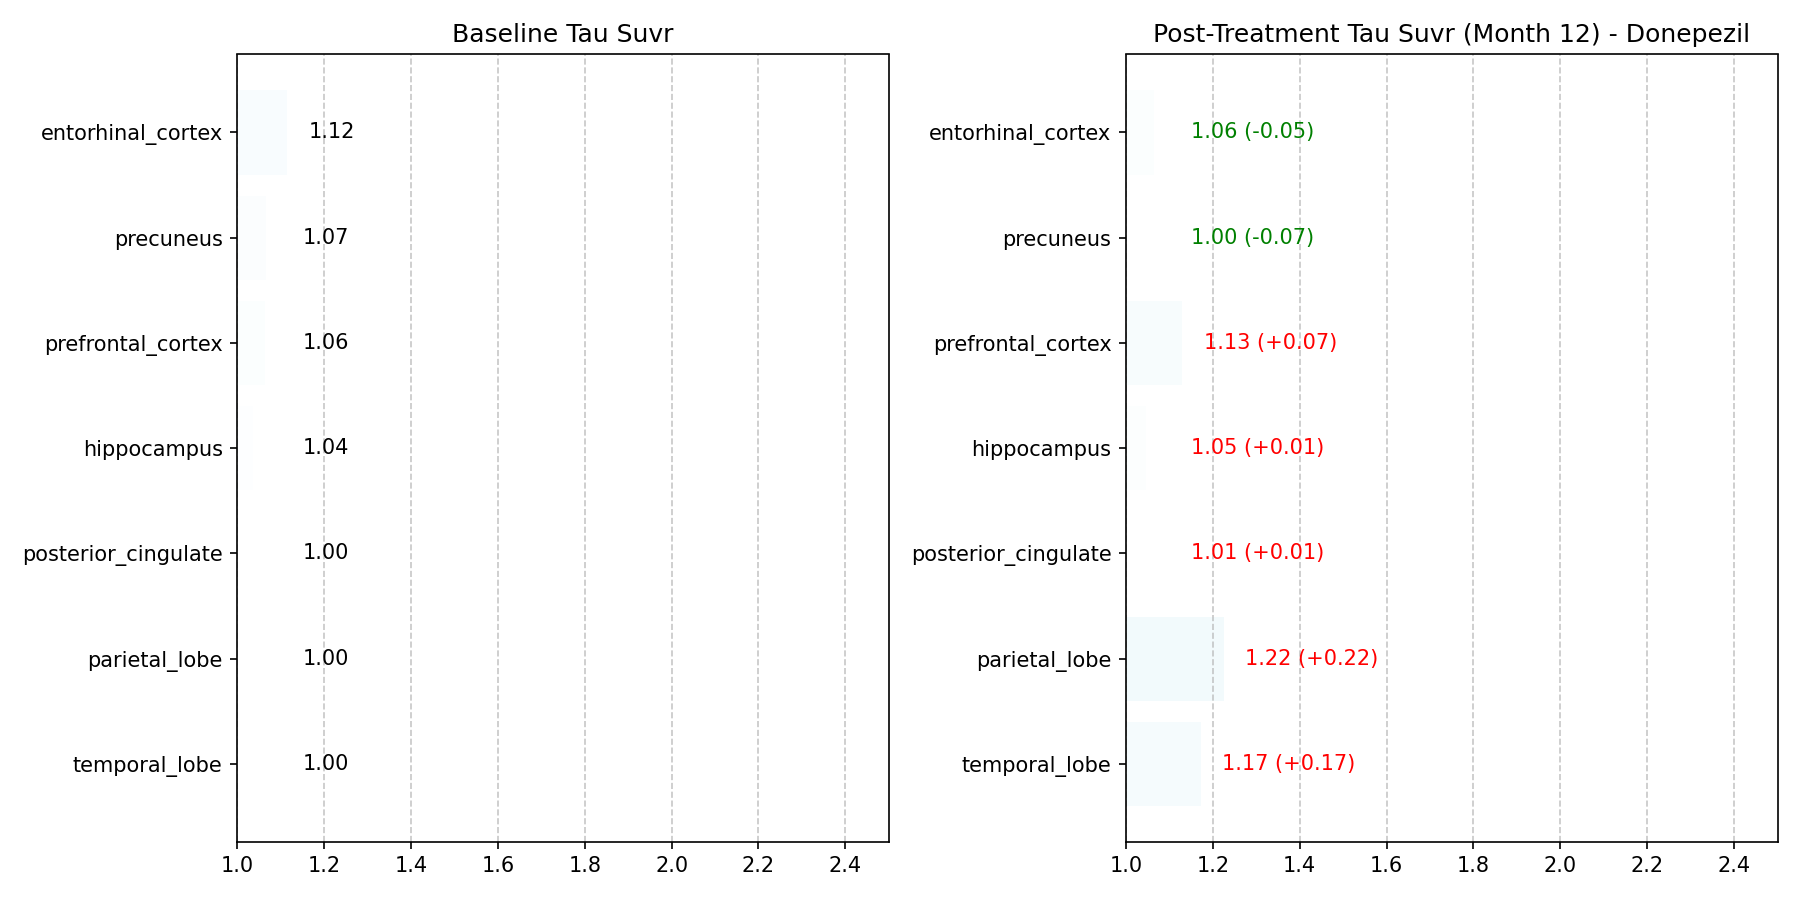 Baseline Tau Suvr
entorhinal_cortex 1.12
precuneus 1.07
prefrontal_cortex 1.06
hippocampus 1.04
posterior_cingulate 1.00
parietal_lobe 1.00
temporal_lobe 1.00
1.0 1.2 1.4 1.6 1.8 2.0 2.2 2.4
Post-Treatment Tau Suvr (Month 12) - Donepezil
entorhinal_cortex 1.06 (-0.05)
precuneus 1.00 (-0.07)
prefrontal_cortex 1.13 (+0.07)
hippocampus 1.05 (+0.01)
posterior_cingulate 1.01 (+0.01)
parietal_lobe 1.22 (+0.22)
temporal_lobe 1.17 (+0.17)
1.0 1.2 1.4 1.6 1.8 2.0 2.2 2.4